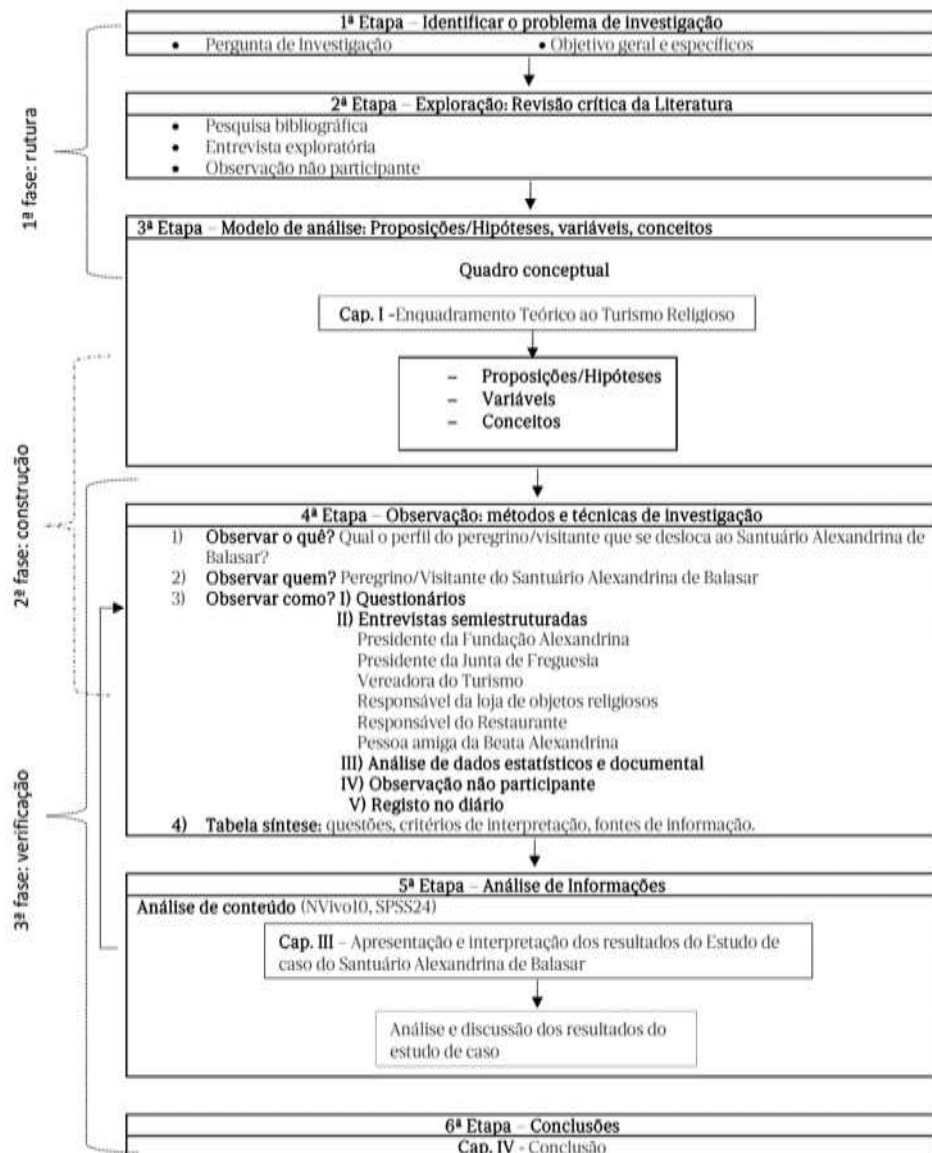 1ª Etapa – Identificar o problema de investigação
• Pergunta de Investigação • Objetivo geral e específicos
2ª Etapa – Exploração: Revisão crítica da Literatura
• Pesquisa bibliográfica
• Entrevista exploratória
• Observação não participante
1ª fase: rutura
3ª Etapa – Modelo de análise: Proposições/Hipóteses, variáveis, conceitos
Quadro conceptual
Cap. I -Enquadramento Teórico ao Turismo Religioso
– Proposições/Hipóteses
– Variáveis
– Conceitos
2ª fase: construção
4ª Etapa – Observação: métodos e técnicas de investigação
1) Observar o quê? Qual o perfil do peregrino/visitante que se desloca ao Santuário Alexandrina de
Balasar?
2) Observar quem? Peregrino/Visitante do Santuário Alexandrina de Balasar
3) Observar como? I) Questionários
II) Entrevistas semiestruturadas
Presidente da Fundação Alexandrina
Presidente da Junta de Freguesia
Vereadora do Turismo
Responsável da loja de objetos religiosos
Responsável do Restaurante
Pessoa amiga da Beata Alexandrina
III) Análise de dados estatísticos e documental
IV) Observação não participante
V) Registo no diário
4) Tabela síntese: questões, critérios de interpretação, fontes de informação.
3ª fase: verificação
5ª Etapa – Análise de Informações
Análise de conteúdo (NVivo10, SPSS24)
Cap. III – Apresentação e interpretação dos resultados do Estudo de
caso do Santuário Alexandrina de Balasar
Análise e discussão dos resultados do
estudo de caso
6ª Etapa – Conclusões
Cap. IV - Conclusão